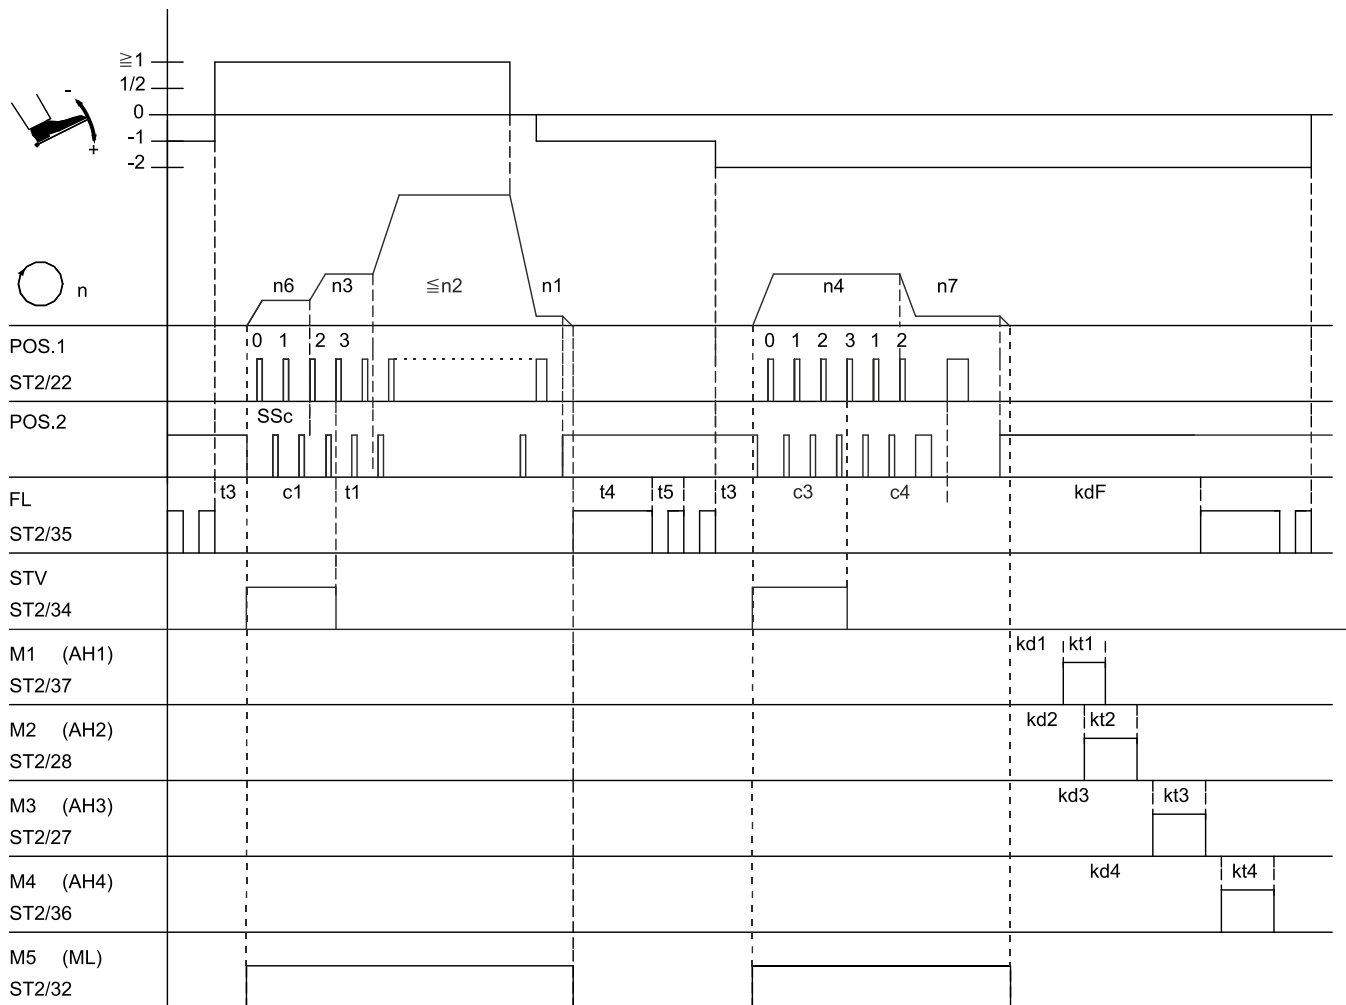 ≧1
1/2
0
-1
-2
-
+
n
n6 n3 ≦n2 n1 n4 n7
POS.1 0 1 2 3 0 1 2 3 1 2
ST2/22
POS.2 SSc
FL t3 c1 t1 t4 t5 t3 c3 c4 kdF
ST2/35
STV
ST2/34
M1 (AH1) kd1 kt1
ST2/37
M2 (AH2) kd2 kt2
ST2/28
M3 (AH3) kd3 kt3
ST2/27
M4 (AH4) kd4 kt4
ST2/36
M5 (ML)
ST2/32